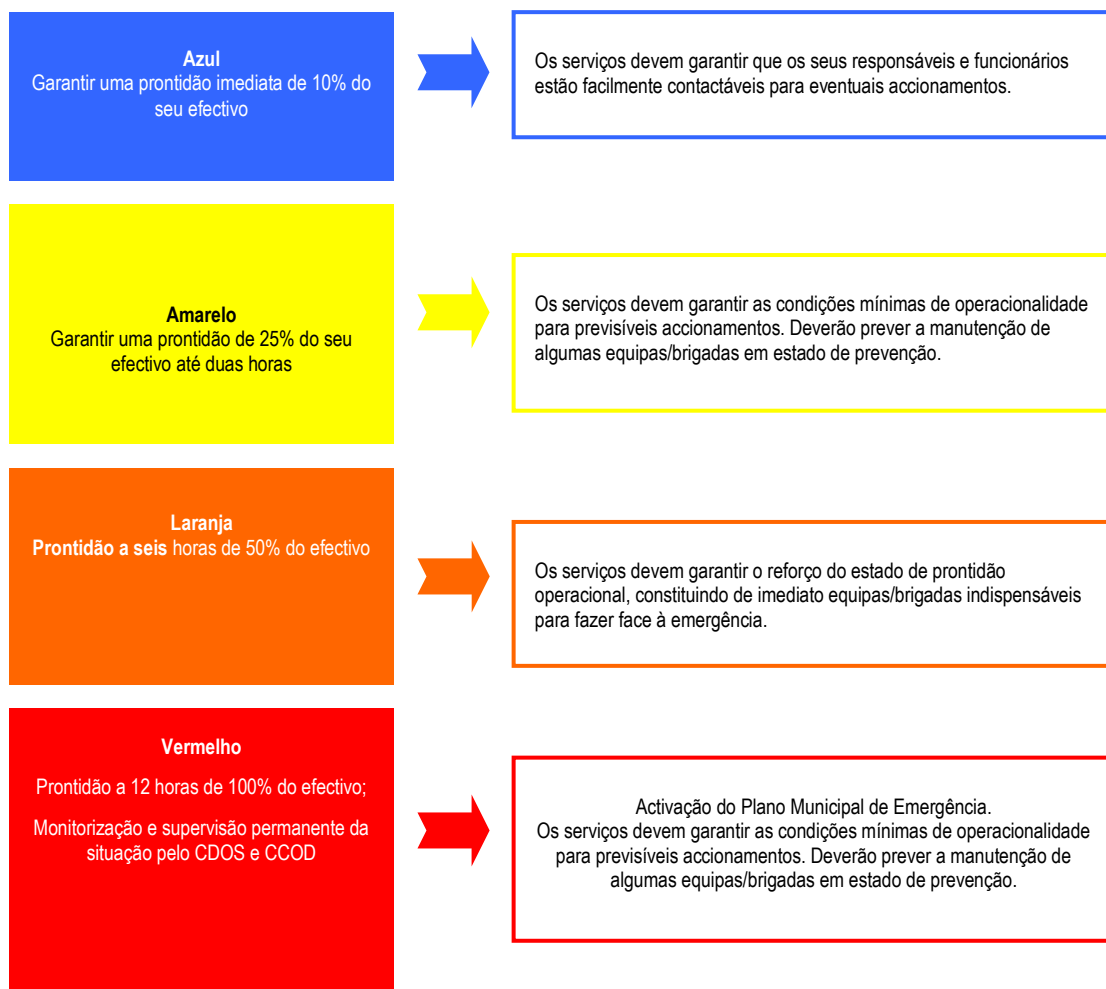 Azul
Garantir uma prontidão imediata de 10% do
seu efectivo
Os serviços devem garantir que os seus responsáveis e funcionários
estão facilmente contactáveis para eventuais accionamentos.
Amarelo
Garantir uma prontidão de 25% do seu
efectivo até duas horas
Os serviços devem garantir as condições mínimas de operacionalidade
para previsíveis accionamentos. Deverão prever a manutenção de
algumas equipas/brigadas em estado de prevenção.
Laranja
Prontidão a seis horas de 50% do efectivo
Os serviços devem garantir o reforço do estado de prontidão
operacional, constituindo de imediato equipas/brigadas indispensáveis
para fazer face à emergência.
Vermelho
Prontidão a 12 horas de 100% do efectivo;
Monitorização e supervisão permanente da
situação pelo CDOS e CCOD
Activação do Plano Municipal de Emergência.
Os serviços devem garantir as condições mínimas de operacionalidade
para previsíveis accionamentos. Deverão prever a manutenção de
algumas equipas/brigadas em estado de prevenção.